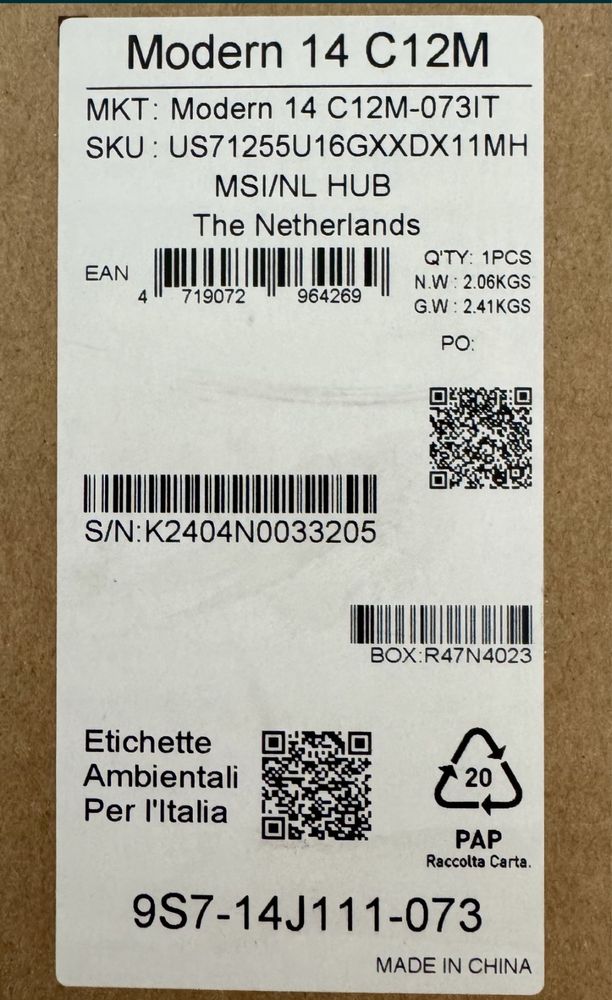 Modern 14 C12M
MKT: Modern 14 C12M-073IT
SKU : US71255U16GXXDX11MH
MSI/NL HUB
The Netherlands
EAN
4 719072 964269
Q'TY: 1PCS
N.W : 2.06KGS
G.W : 2.41KGS
PO:
S/N:K2404N0033205
BOX:R47N4023
Etichette
Ambientali
Per l'Italia
20
PAP
Raccolta Carta.
9S7-14J111-073
MADE IN CHINA